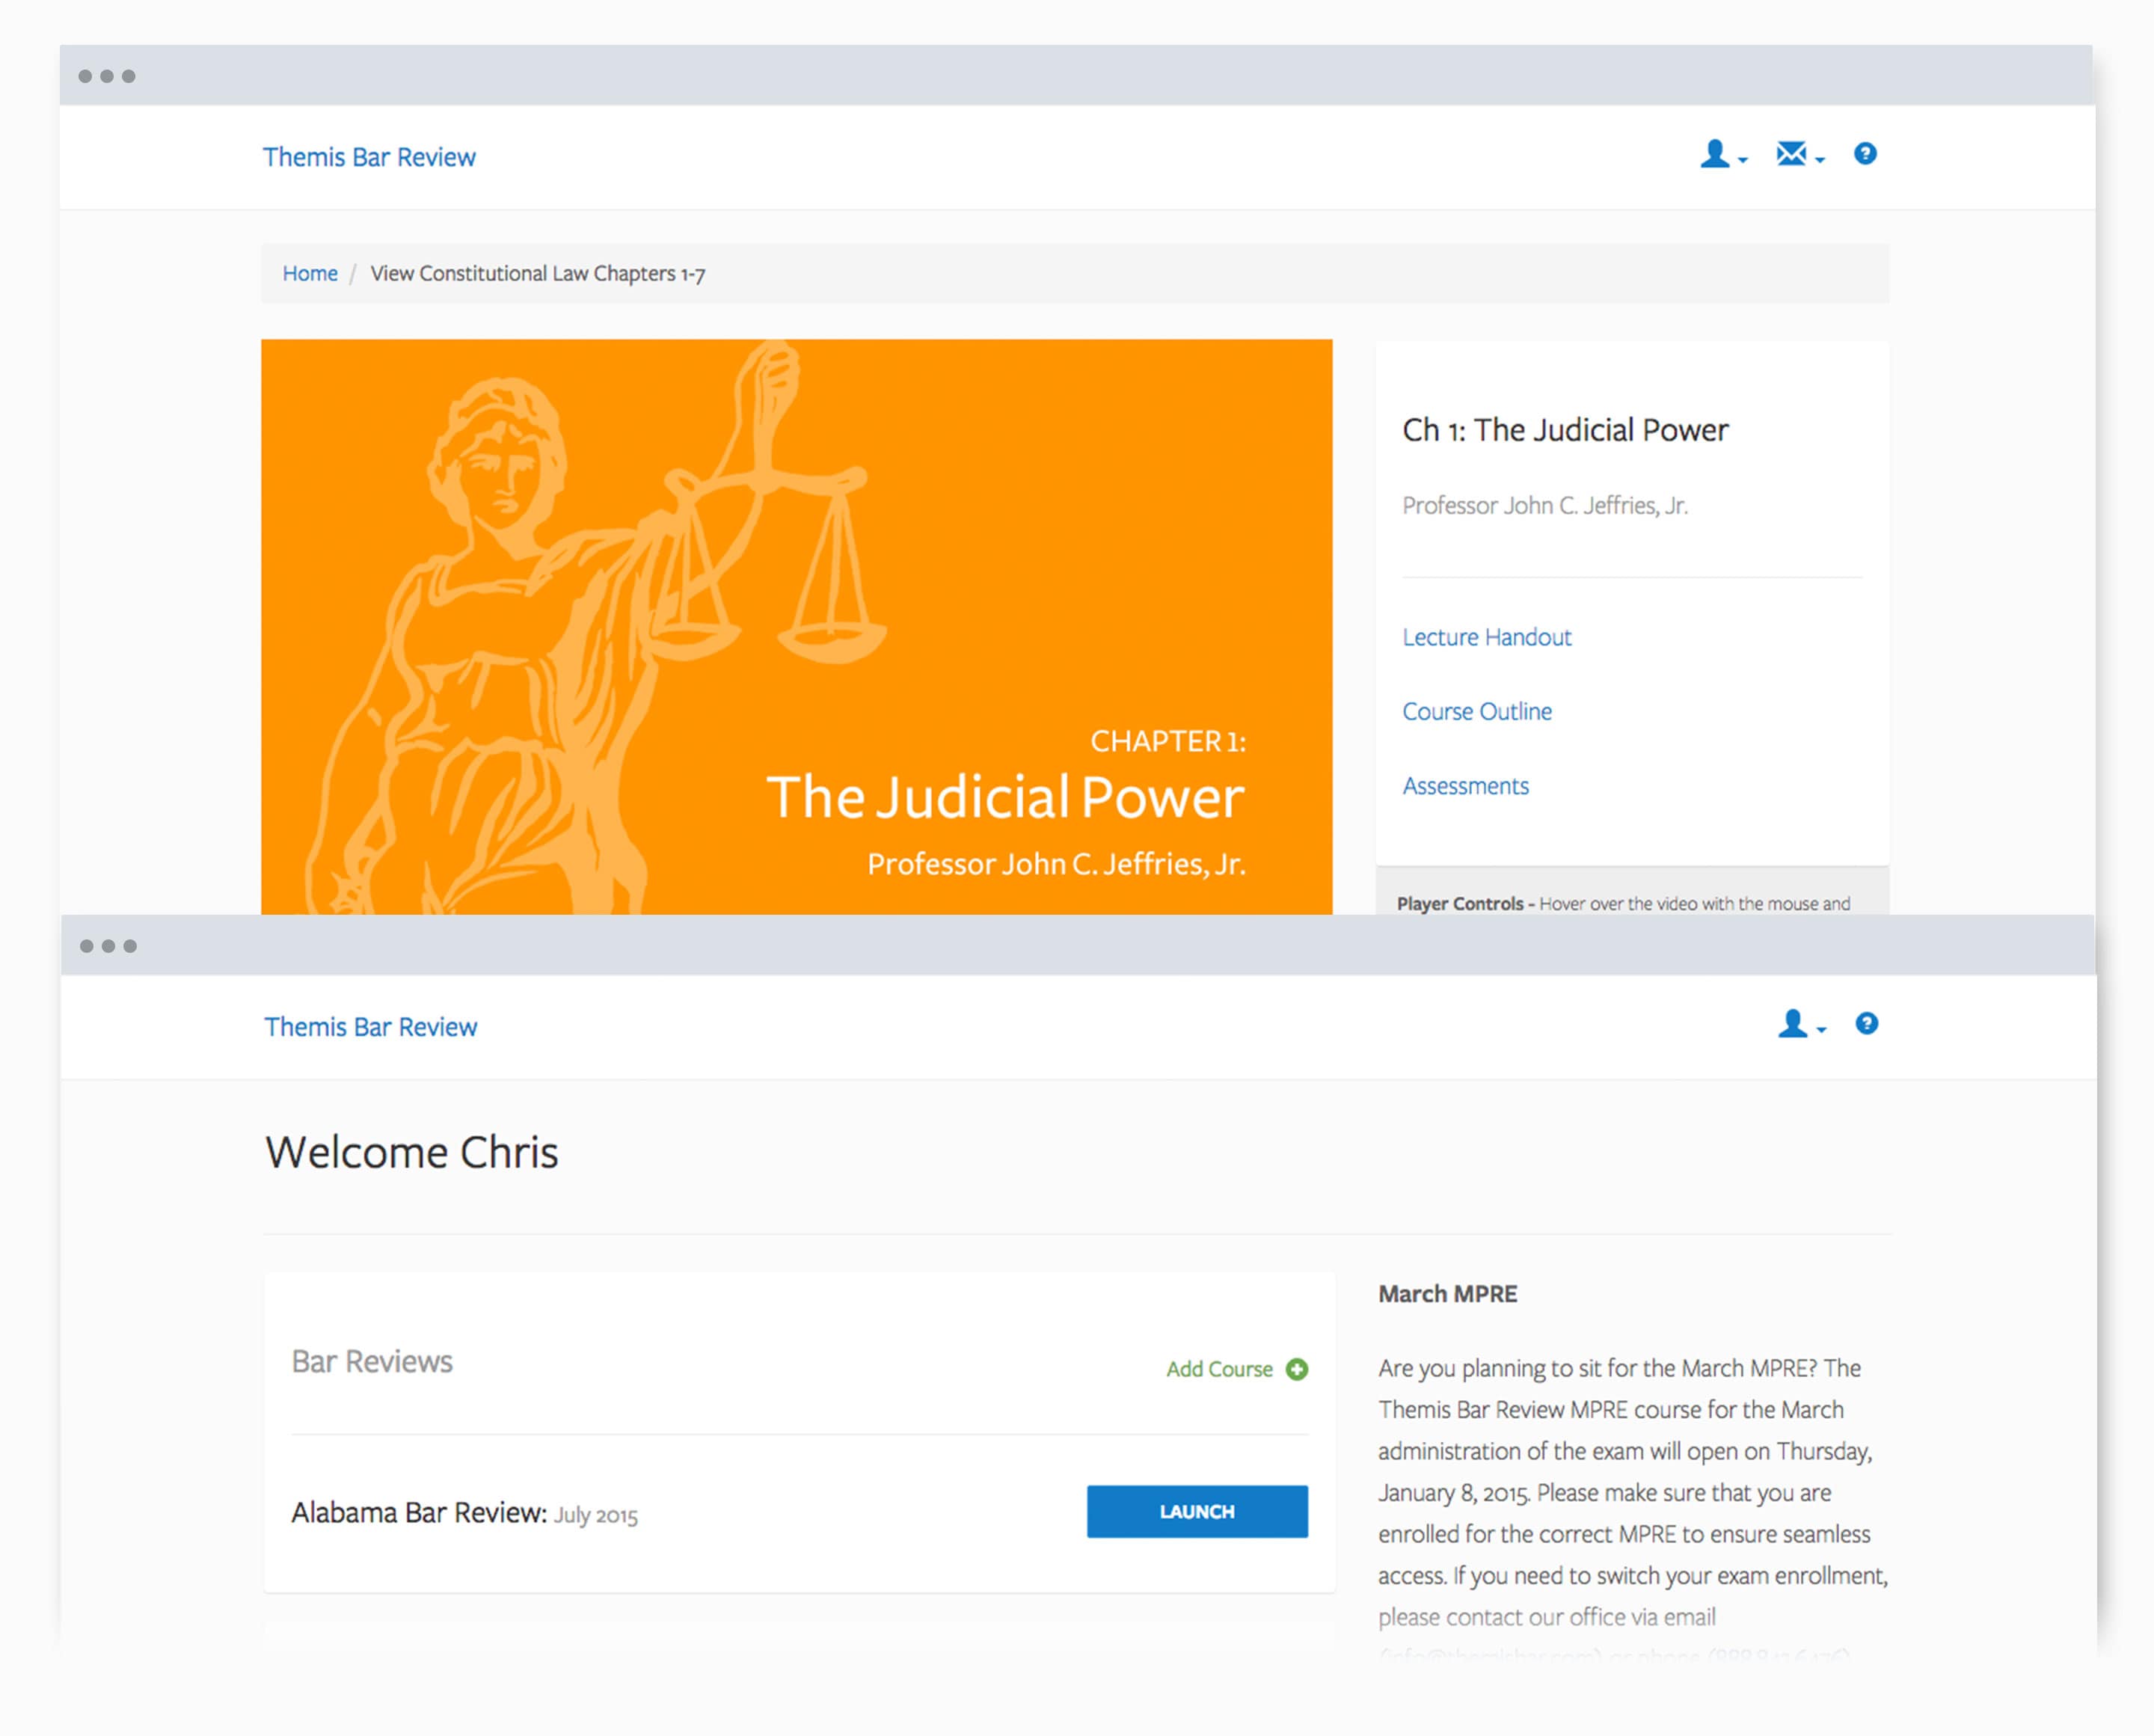 Themis Bar Review
Home / View Constitutional Law Chapters 1-7
CHAPTER 1:
The Judicial Power
Professor John C. Jeffries, Jr.
Ch 1: The Judicial Power
Professor John C. Jeffries, Jr.
Lecture Handout
Course Outline
Assessments
Player Controls - Hover over the video with the mouse and
Themis Bar Review
Welcome Chris
Bar Reviews
Add Course
Alabama Bar Review: July 2015
LAUNCH
March MPRE
Are you planning to sit for the March MPRE? The
Themis Bar Review MPRE course for the March
administration of the exam will open on Thursday,
January 8, 2015. Please make sure that you are
enrolled for the correct MPRE to ensure seamless
access. If you need to switch your exam enrollment,
please contact our office via email
(info@themisbar.com) or phone